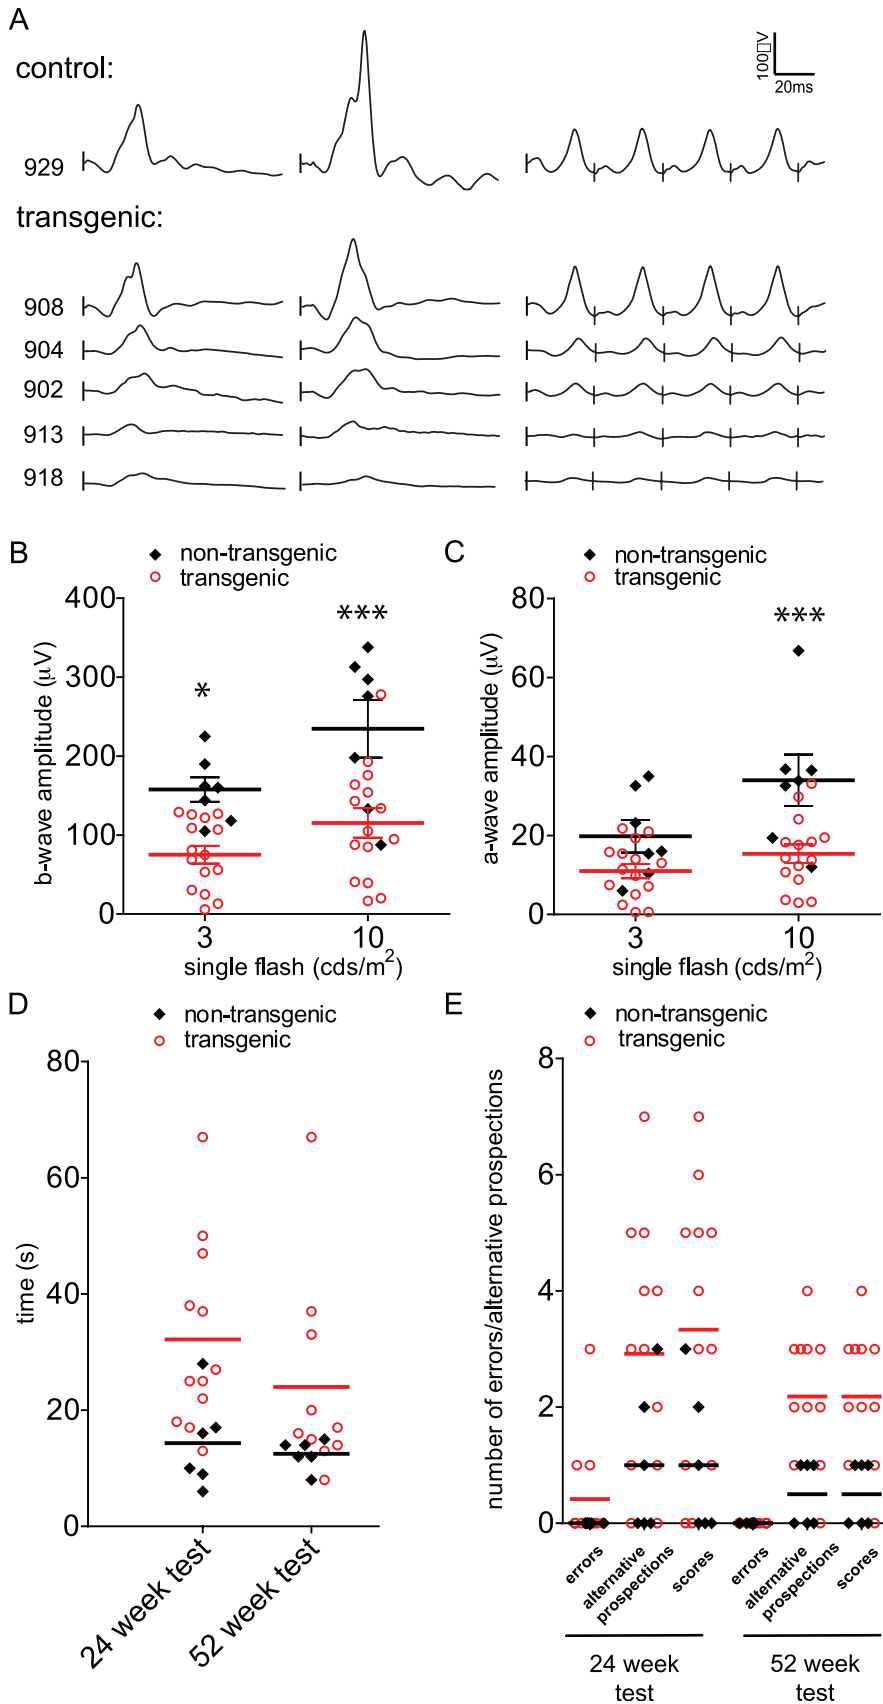 A
control:
100▯V
20ms
929
transgenic:
908
904
902
913
918
B
non-transgenic
transgenic
b-wave amplitude (µV)
400
300
200
100
0
*
***
3
10
single flash (cds/m²)
C
non-transgenic
transgenic
a-wave amplitude (µV)
80
60
40
20
0
***
3
10
single flash (cds/m²)
D
non-transgenic
transgenic
time (s)
80
60
40
20
0
24 week test
52 week test
E
non-transgenic
transgenic
number of errors/alternative prospections
8
6
4
2
0
errors
alternative
prospections
scores
errors
alternative
prospections
scores
24 week
test
52 week
test